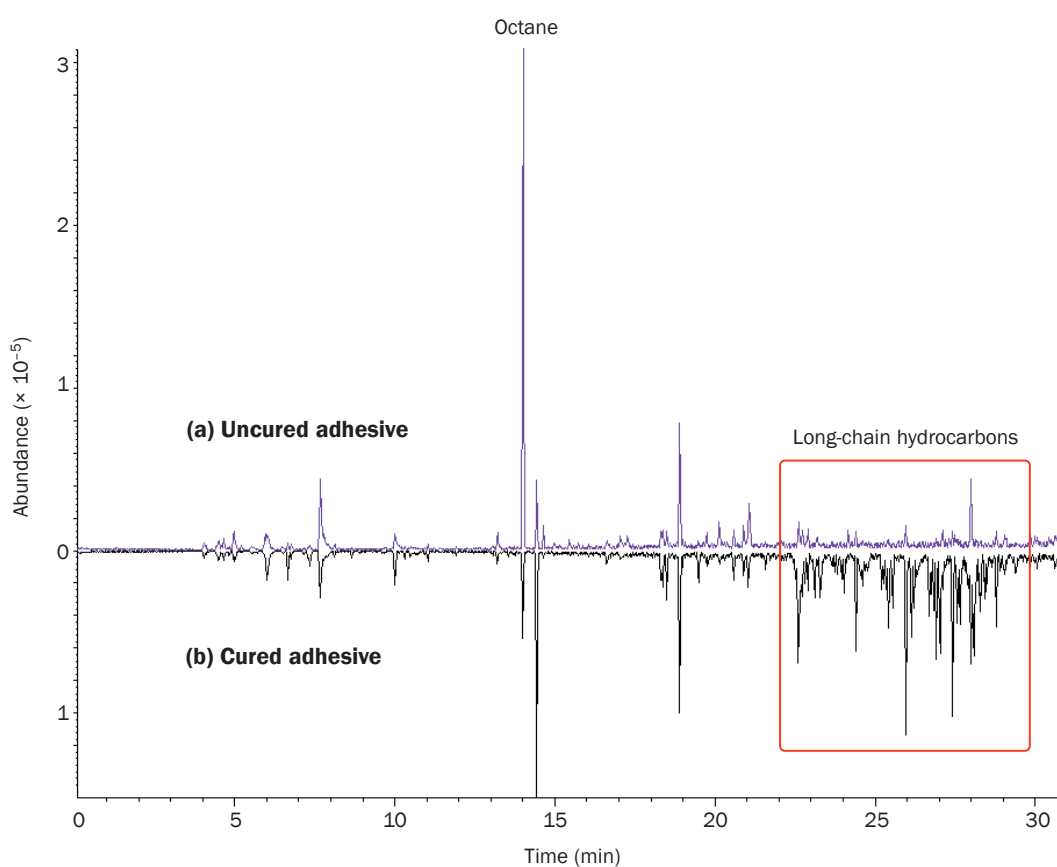 Octane
3
2
1
0
1
Abundance (× 10⁻⁵)
(a) Uncured adhesive
Long-chain hydrocarbons
(b) Cured adhesive
0 5 10 15 20 25 30
Time (min)